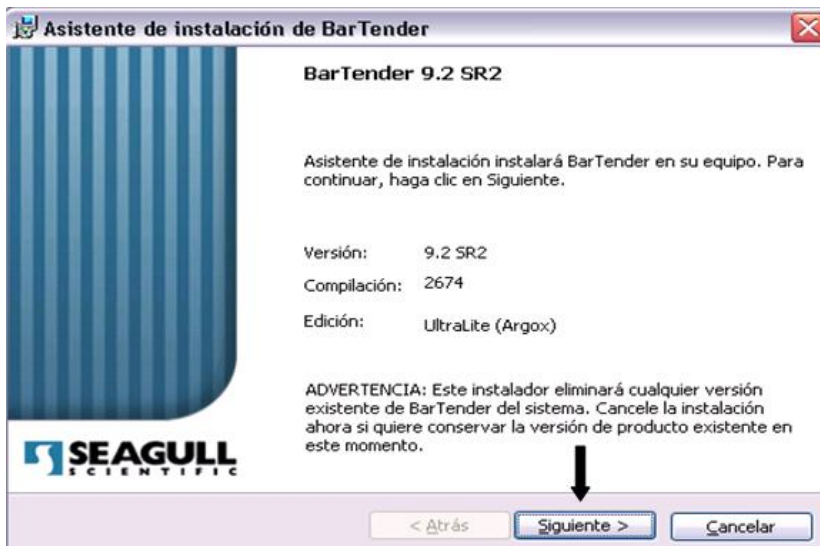 Asistente de instalación de BarTender
BarTender 9.2 SR2
Asistente de instalación instalará BarTender en su equipo. Para
continuar, haga clic en Siguiente.
Versión: 9.2 SR2
Compilación: 2674
Edición: UltraLite (Argox)
ADVERTENCIA: Este instalador eliminará cualquier versión
existente de BarTender del sistema. Cancele la instalación
ahora si quiere conservar la versión de producto existente en
este momento.
SEAGULL
SCIENTIFIC
< Atrás Siguiente > Cancelar